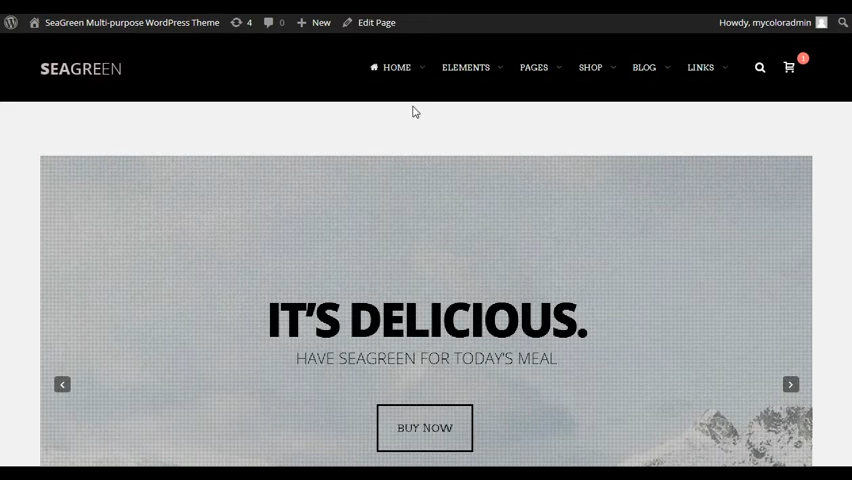 SeaGreen Multi-purpose WordPress Theme 4 0 New Edit Page Howdy, mycoloradmin
SEAGREEN HOME ELEMENTS PAGES SHOP BLOG LINKS 1
IT'S DELICIOUS.
HAVE SEAGREEN FOR TODAY'S MEAL
BUY NOW